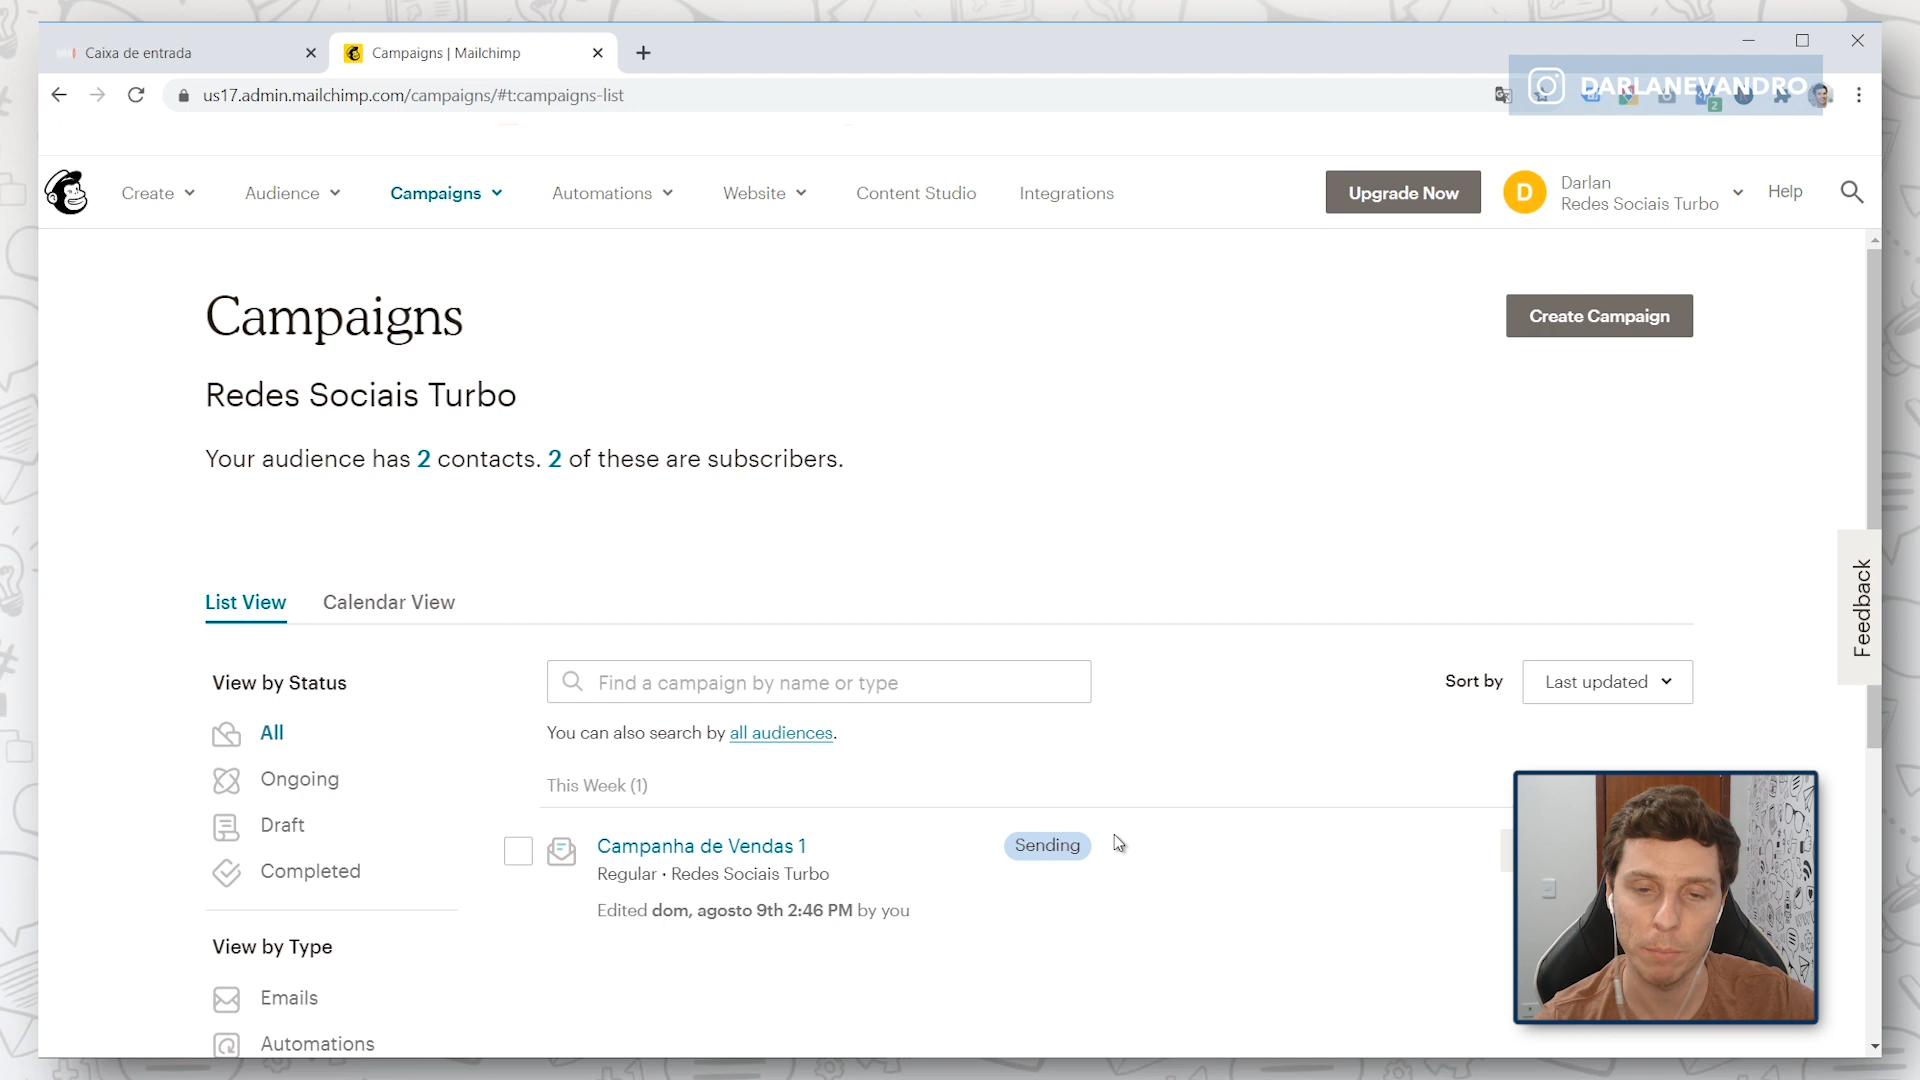 Caixa de entrada
Campaigns | Mailchimp
us17.admin.mailchimp.com/campaigns/#t:campaigns-list
DARLANEVANDRO
2
Create
Audience
Campaigns
Automations
Website
Content Studio
Integrations
Upgrade Now
D
Darlan
Redes Sociais Turbo
Help
Campaigns
Create Campaign
Redes Sociais Turbo
Your audience has 2 contacts. 2 of these are subscribers.
List View
Calendar View
Feedback
View by Status
Find a campaign by name or type
Sort by
Last updated
All
You can also search by all audiences.
Ongoing
This Week (1)
Draft
Campanha de Vendas 1
Sending
Completed
Regular • Redes Sociais Turbo
Edited dom, agosto 9th 2:46 PM by you
View by Type
Emails
Automations